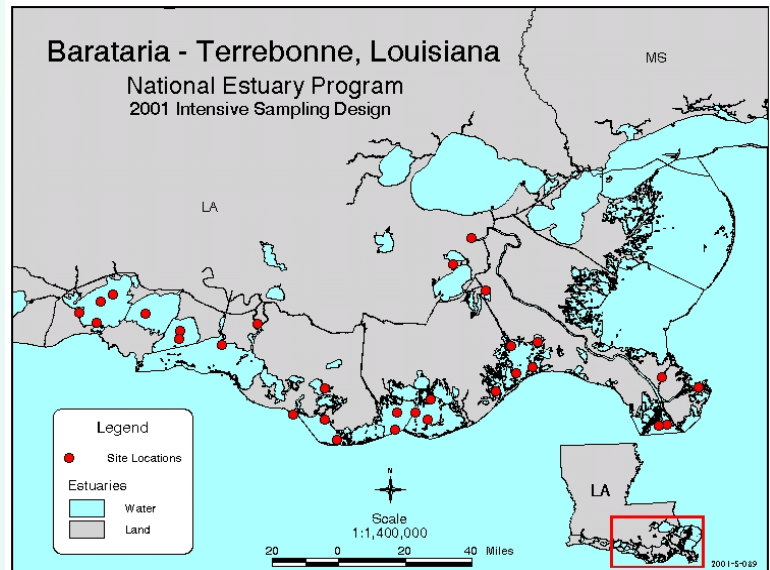 Barataria - Terrebonne, Louisiana
National Estuary Program
2001 Intensive Sampling Design
MS
LA
Legend
Site Locations
Estuaries
Water
Land
N
Scale
1:1,400,000
20 0 20 40 Miles
LA
2001-S-089